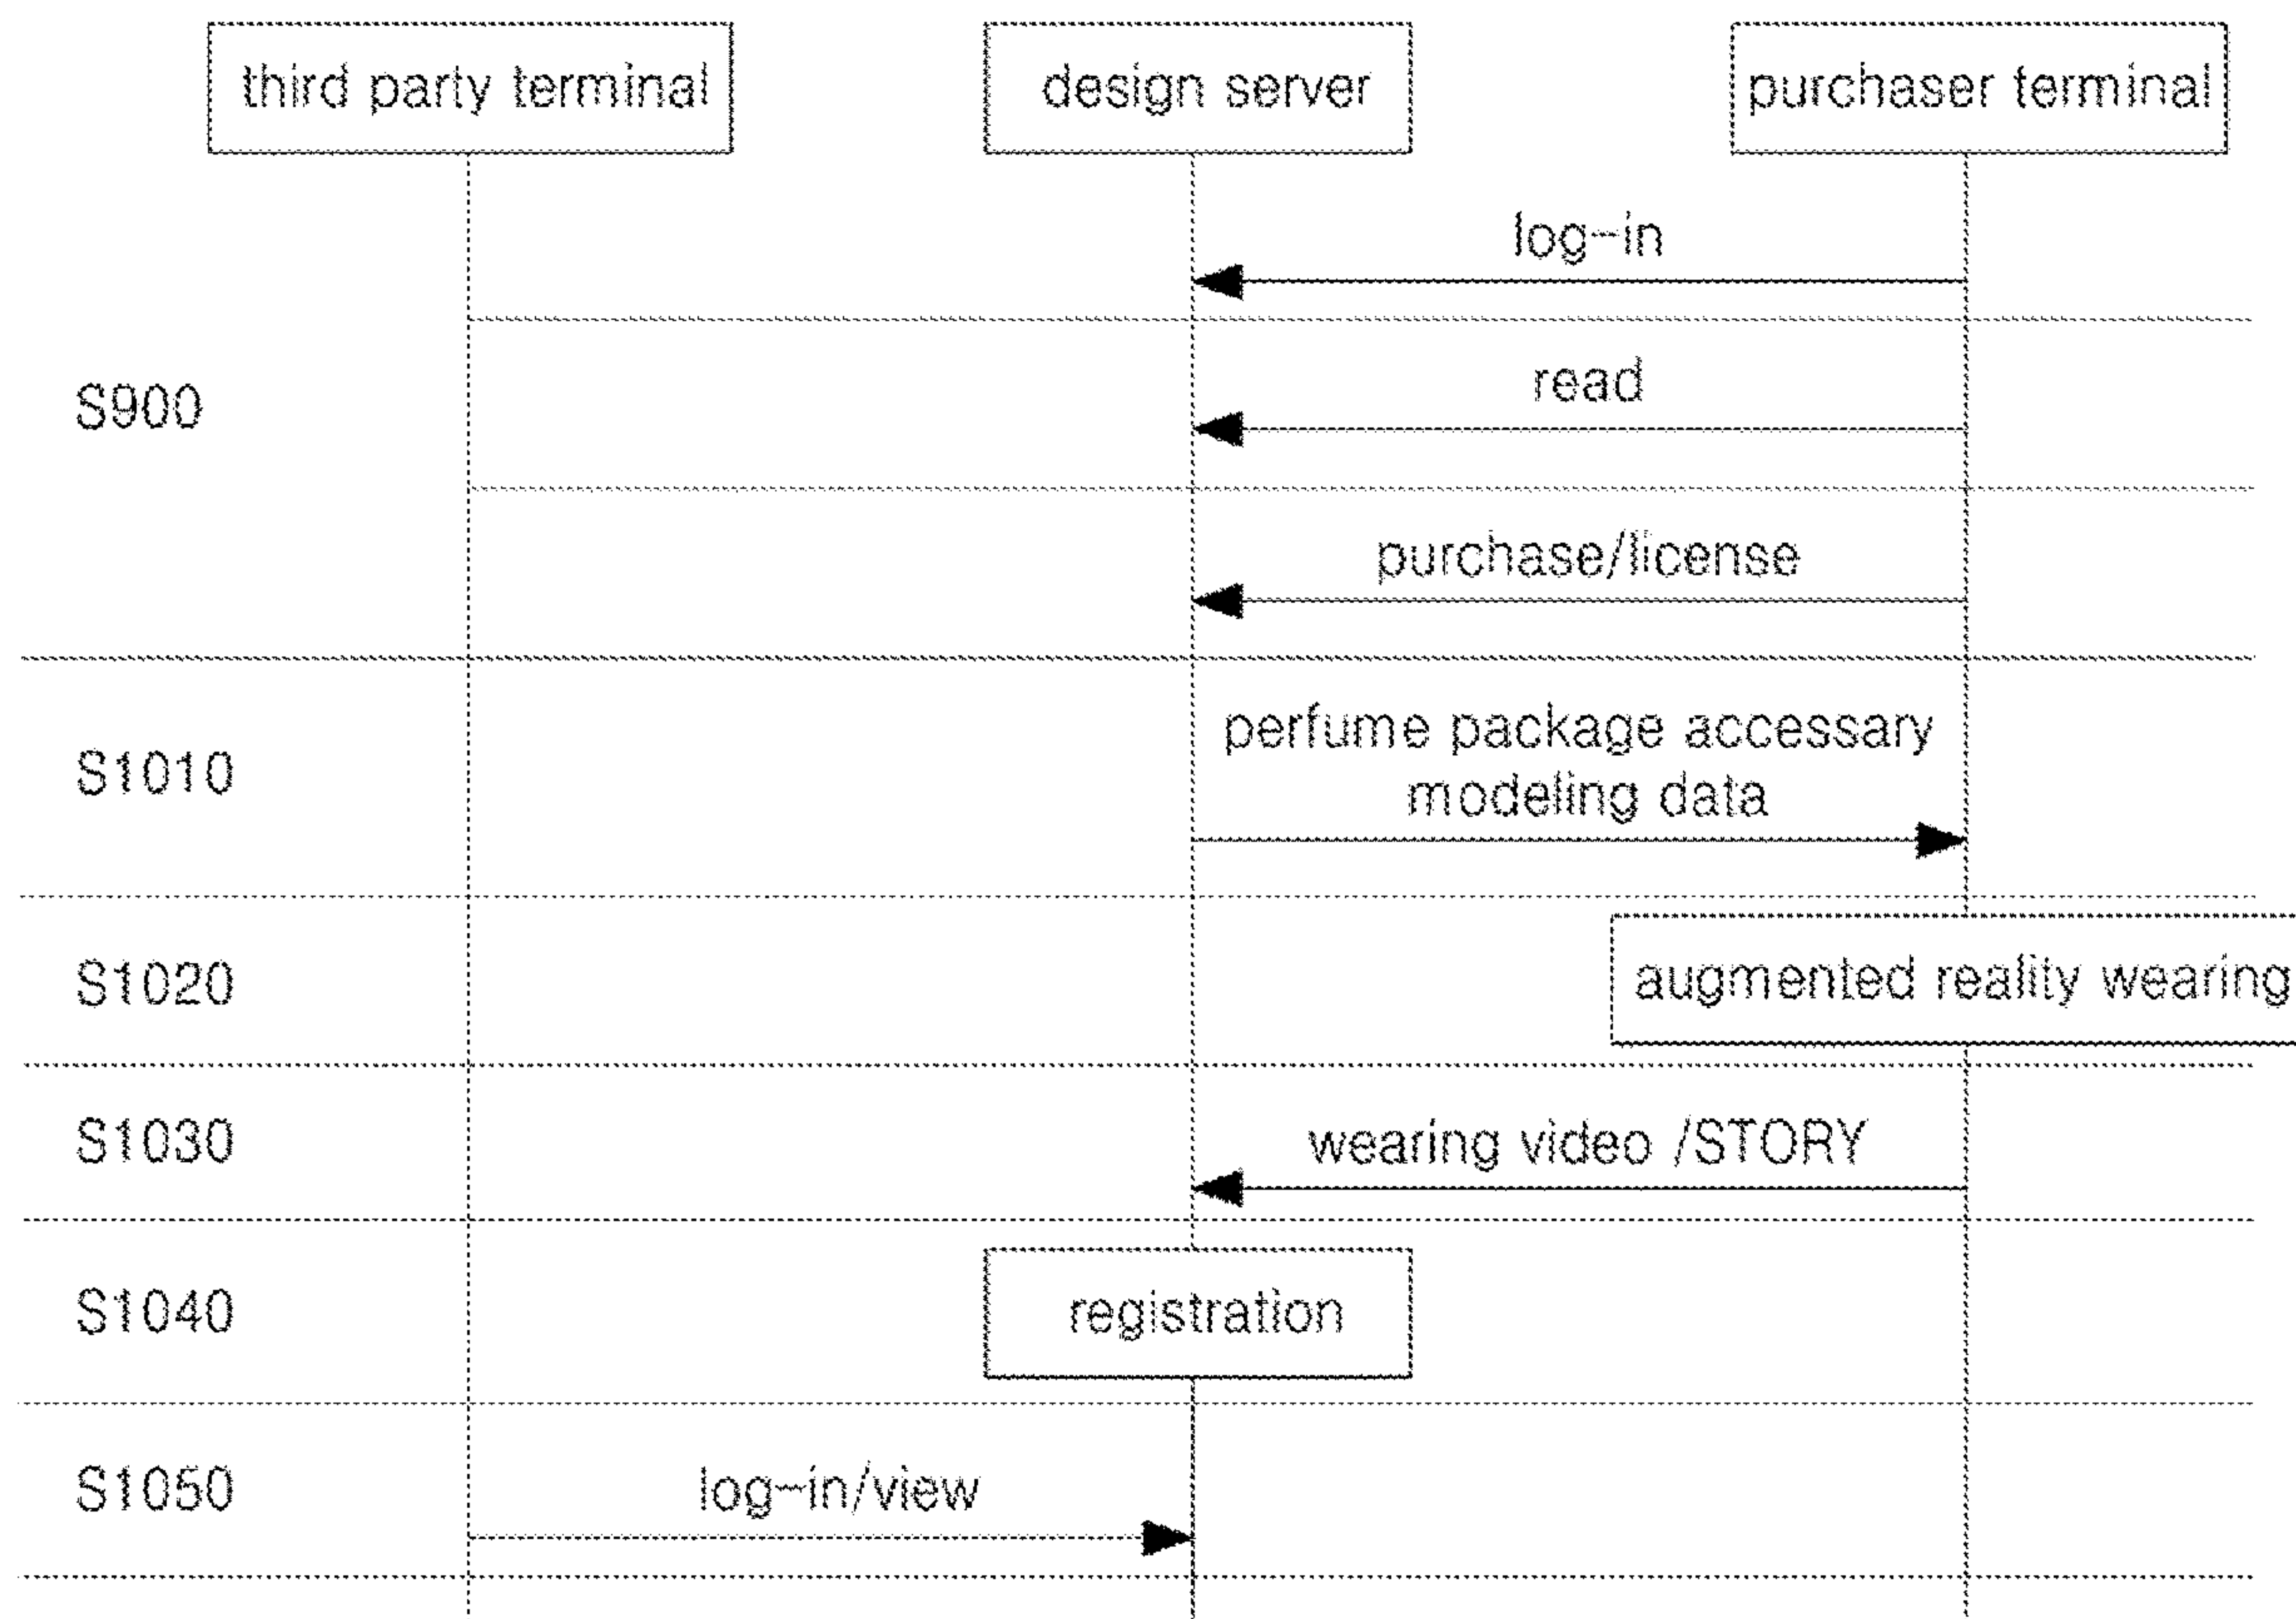 third party terminal
design server
purchaser terminal
log-in
read
S900
purchase/license
perfume package accessary
modeling data
S1010
augmented reality wearing
S1020
wearing video /STORY
S1030
registration
S1040
log-in/view
S1050